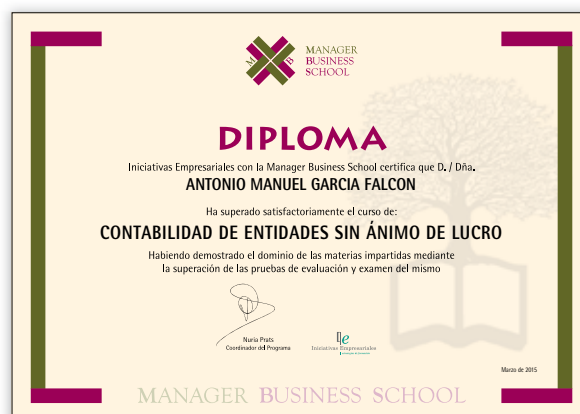 M B
MANAGER
BUSINESS
SCHOOL
DIPLOMA
Iniciativas Empresariales con la Manager Business School certifica que D. / Dña.
ANTONIO MANUEL GARCIA FALCON
Ha superado satisfactoriamente el curso de:
CONTABILIDAD DE ENTIDADES SIN ÁNIMO DE LUCRO
Habiendo demostrado el dominio de las materias impartidas mediante
la superación de las pruebas de evaluación y examen del mismo
Nuria Prats
Coordinador del Programa
Ie
Iniciativas Empresariales
Marzo de 2015
MANAGER BUSINESS SCHOOL